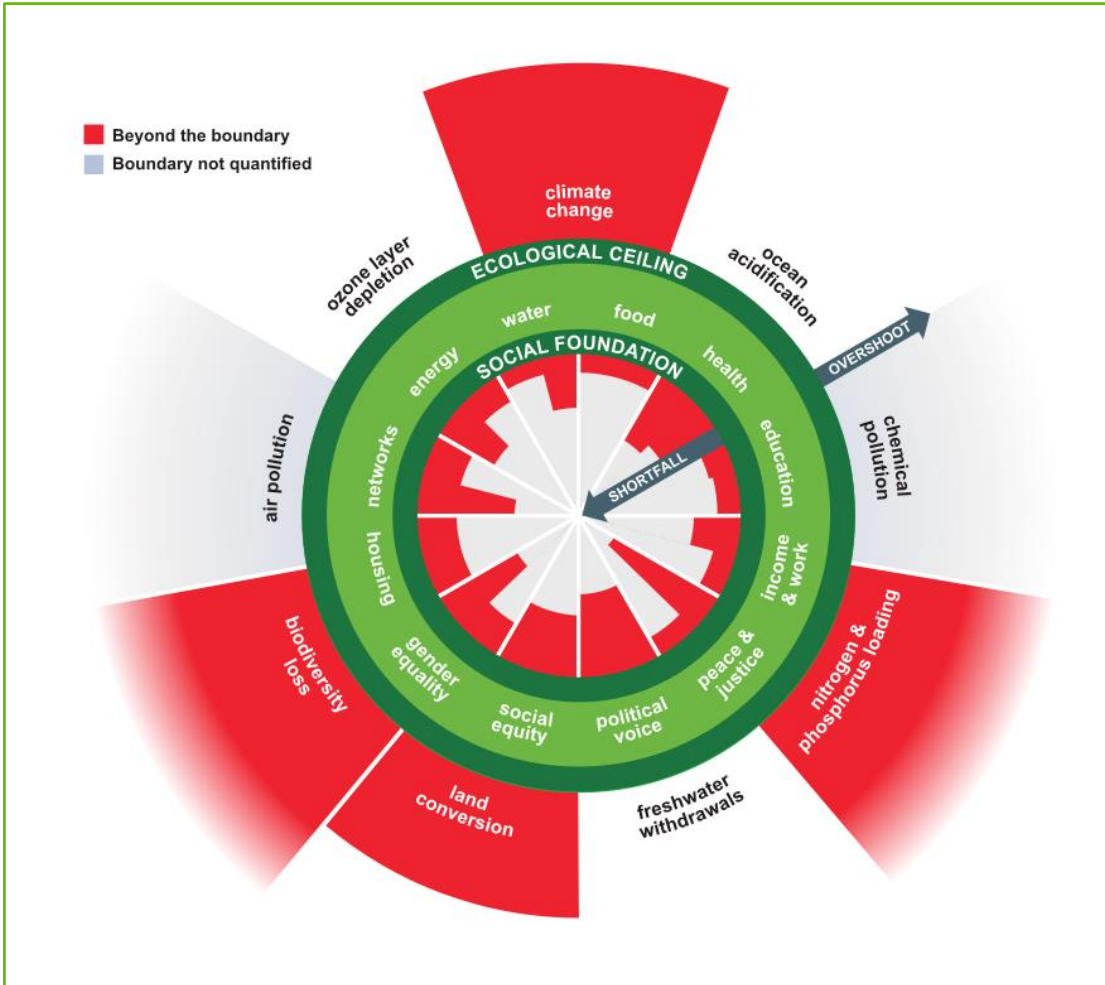 Beyond the boundary
Boundary not quantified
climate
change
ozone layer
depletion
ocean
acidification
ECOLOGICAL CEILING
OVERSHOOT
water
food
energy
health
SOCIAL FOUNDATION
SHORTFALL
networks
education
air pollution
chemical
pollution
housing
income
& work
biodiversity
loss
nitrogen &
phosphorus loading
gender
equality
peace &
justice
social
equity
political
voice
land
conversion
freshwater
withdrawals